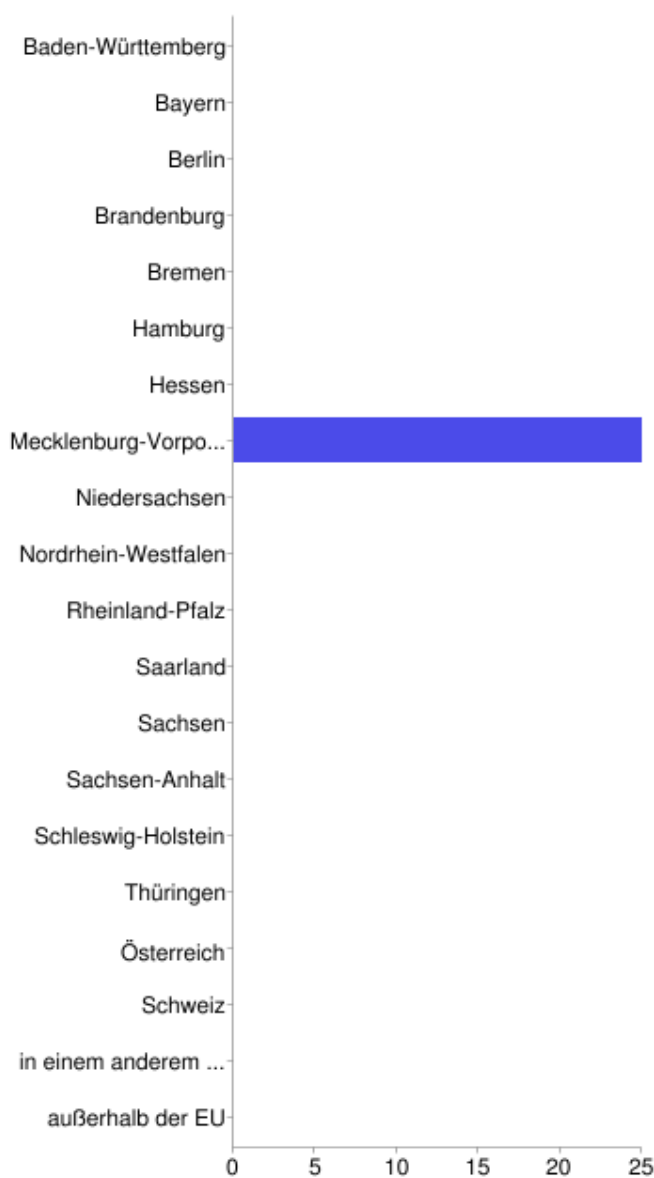 Baden-Württemberg
Bayern
Berlin
Brandenburg
Bremen
Hamburg
Hessen
Mecklenburg-Vorpo...
Niedersachsen
Nordrhein-Westfalen
Rheinland-Pfalz
Saarland
Sachsen
Sachsen-Anhalt
Schleswig-Holstein
Thüringen
Österreich
Schweiz
in einem anderem ...
außerhalb der EU
0 5 10 15 20 25